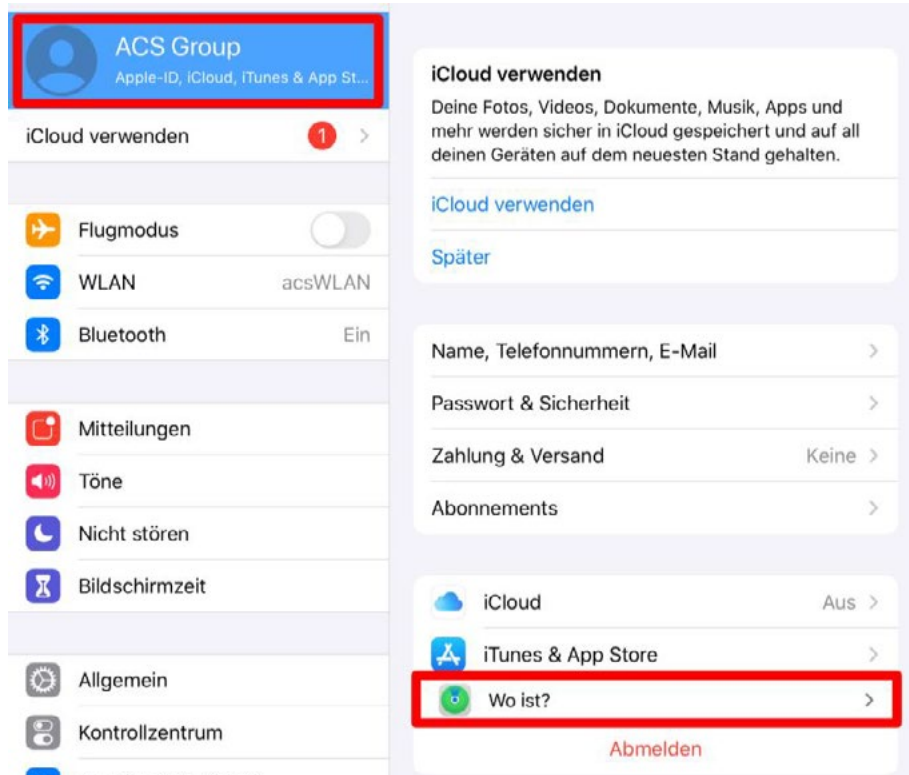 ACS Group
Apple-ID, iCloud, iTunes & App St...
iCloud verwenden
1
Flugmodus
WLAN
acsWLAN
Bluetooth
Ein
Mitteilungen
Töne
Nicht stören
Bildschirmzeit
Allgemein
Kontrollzentrum
iCloud verwenden
Deine Fotos, Videos, Dokumente, Musik, Apps und
mehr werden sicher in iCloud gespeichert und auf all
deinen Geräten auf dem neuesten Stand gehalten.
iCloud verwenden
Später
Name, Telefonnummern, E-Mail
Passwort & Sicherheit
Zahlung & Versand
Keine
Abonnements
iCloud
Aus
iTunes & App Store
Wo ist?
Abmelden